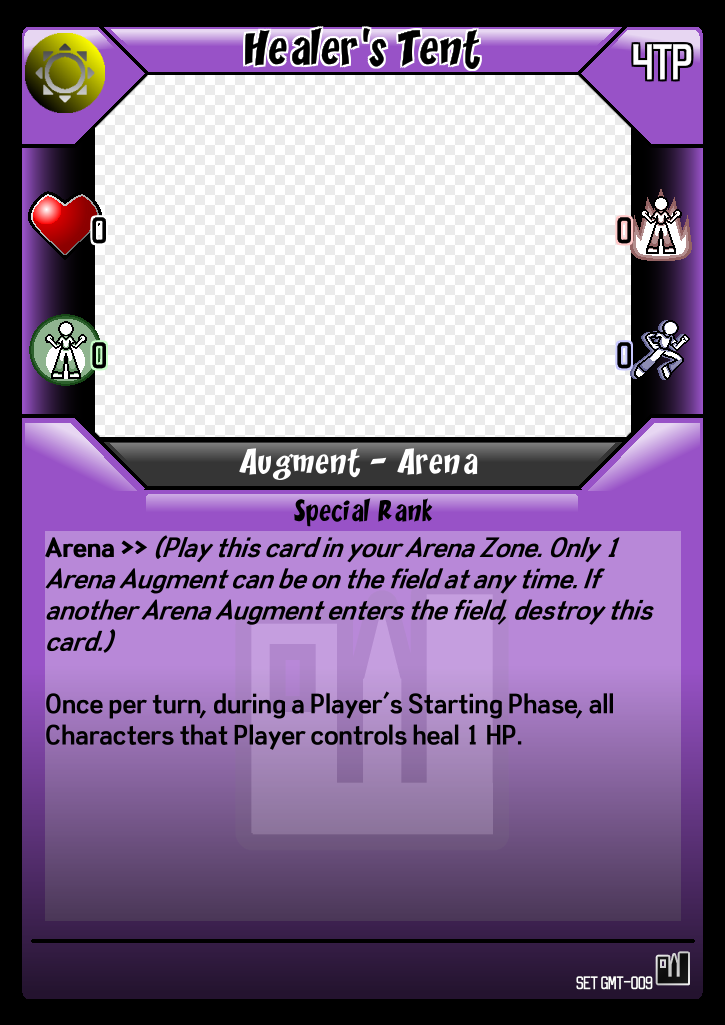 Healer's Tent
4TP
0
0
0
0
Augment - Arena
Special Rank
Arena >> (Play this card in your Arena Zone. Only 1
Arena Augment can be on the field at any time. If
another Arena Augment enters the field, destroy this
card.)
Once per turn, during a Player's Starting Phase, all
Characters that Player controls heal 1 HP.
SET GMT-009